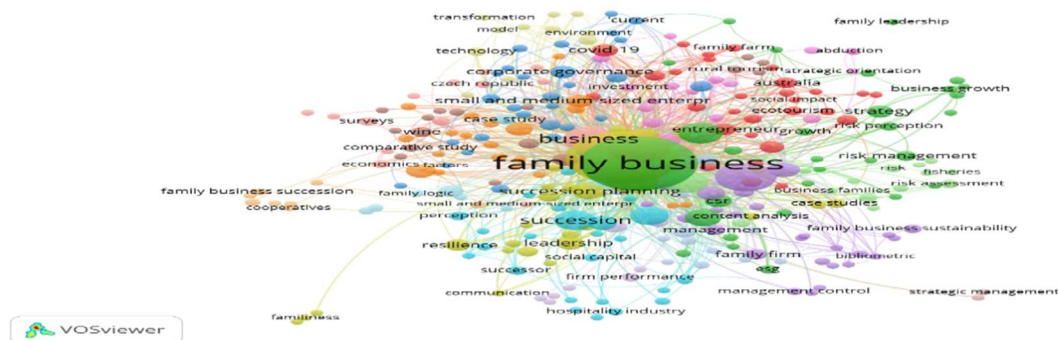 transformation
current
family leadership
model
environment
technology
covid 19
family farm
abduction
corporate governance
rural tourism
strategic orientation
czech republic
investment
australia
business growth
small and medium sized enterpr
social impact
ecotourism
strategy
surveys
case study
wine
business
entrepreneur
growth
risk perception
comparative study
family business
risk management
economics
factors
risk
fisheries
family business succession
family logic
succession planning
business families
risk assessment
cooperatives
small and medium-sized enterpr
csr
case studies
perception
succession
content analysis
management
family business sustainability
resilience
leadership
social capital
family firm
bibliometric
successor
firm performance
esg
communication
management control
strategic management
familiness
hospitality industry
VOSviewer